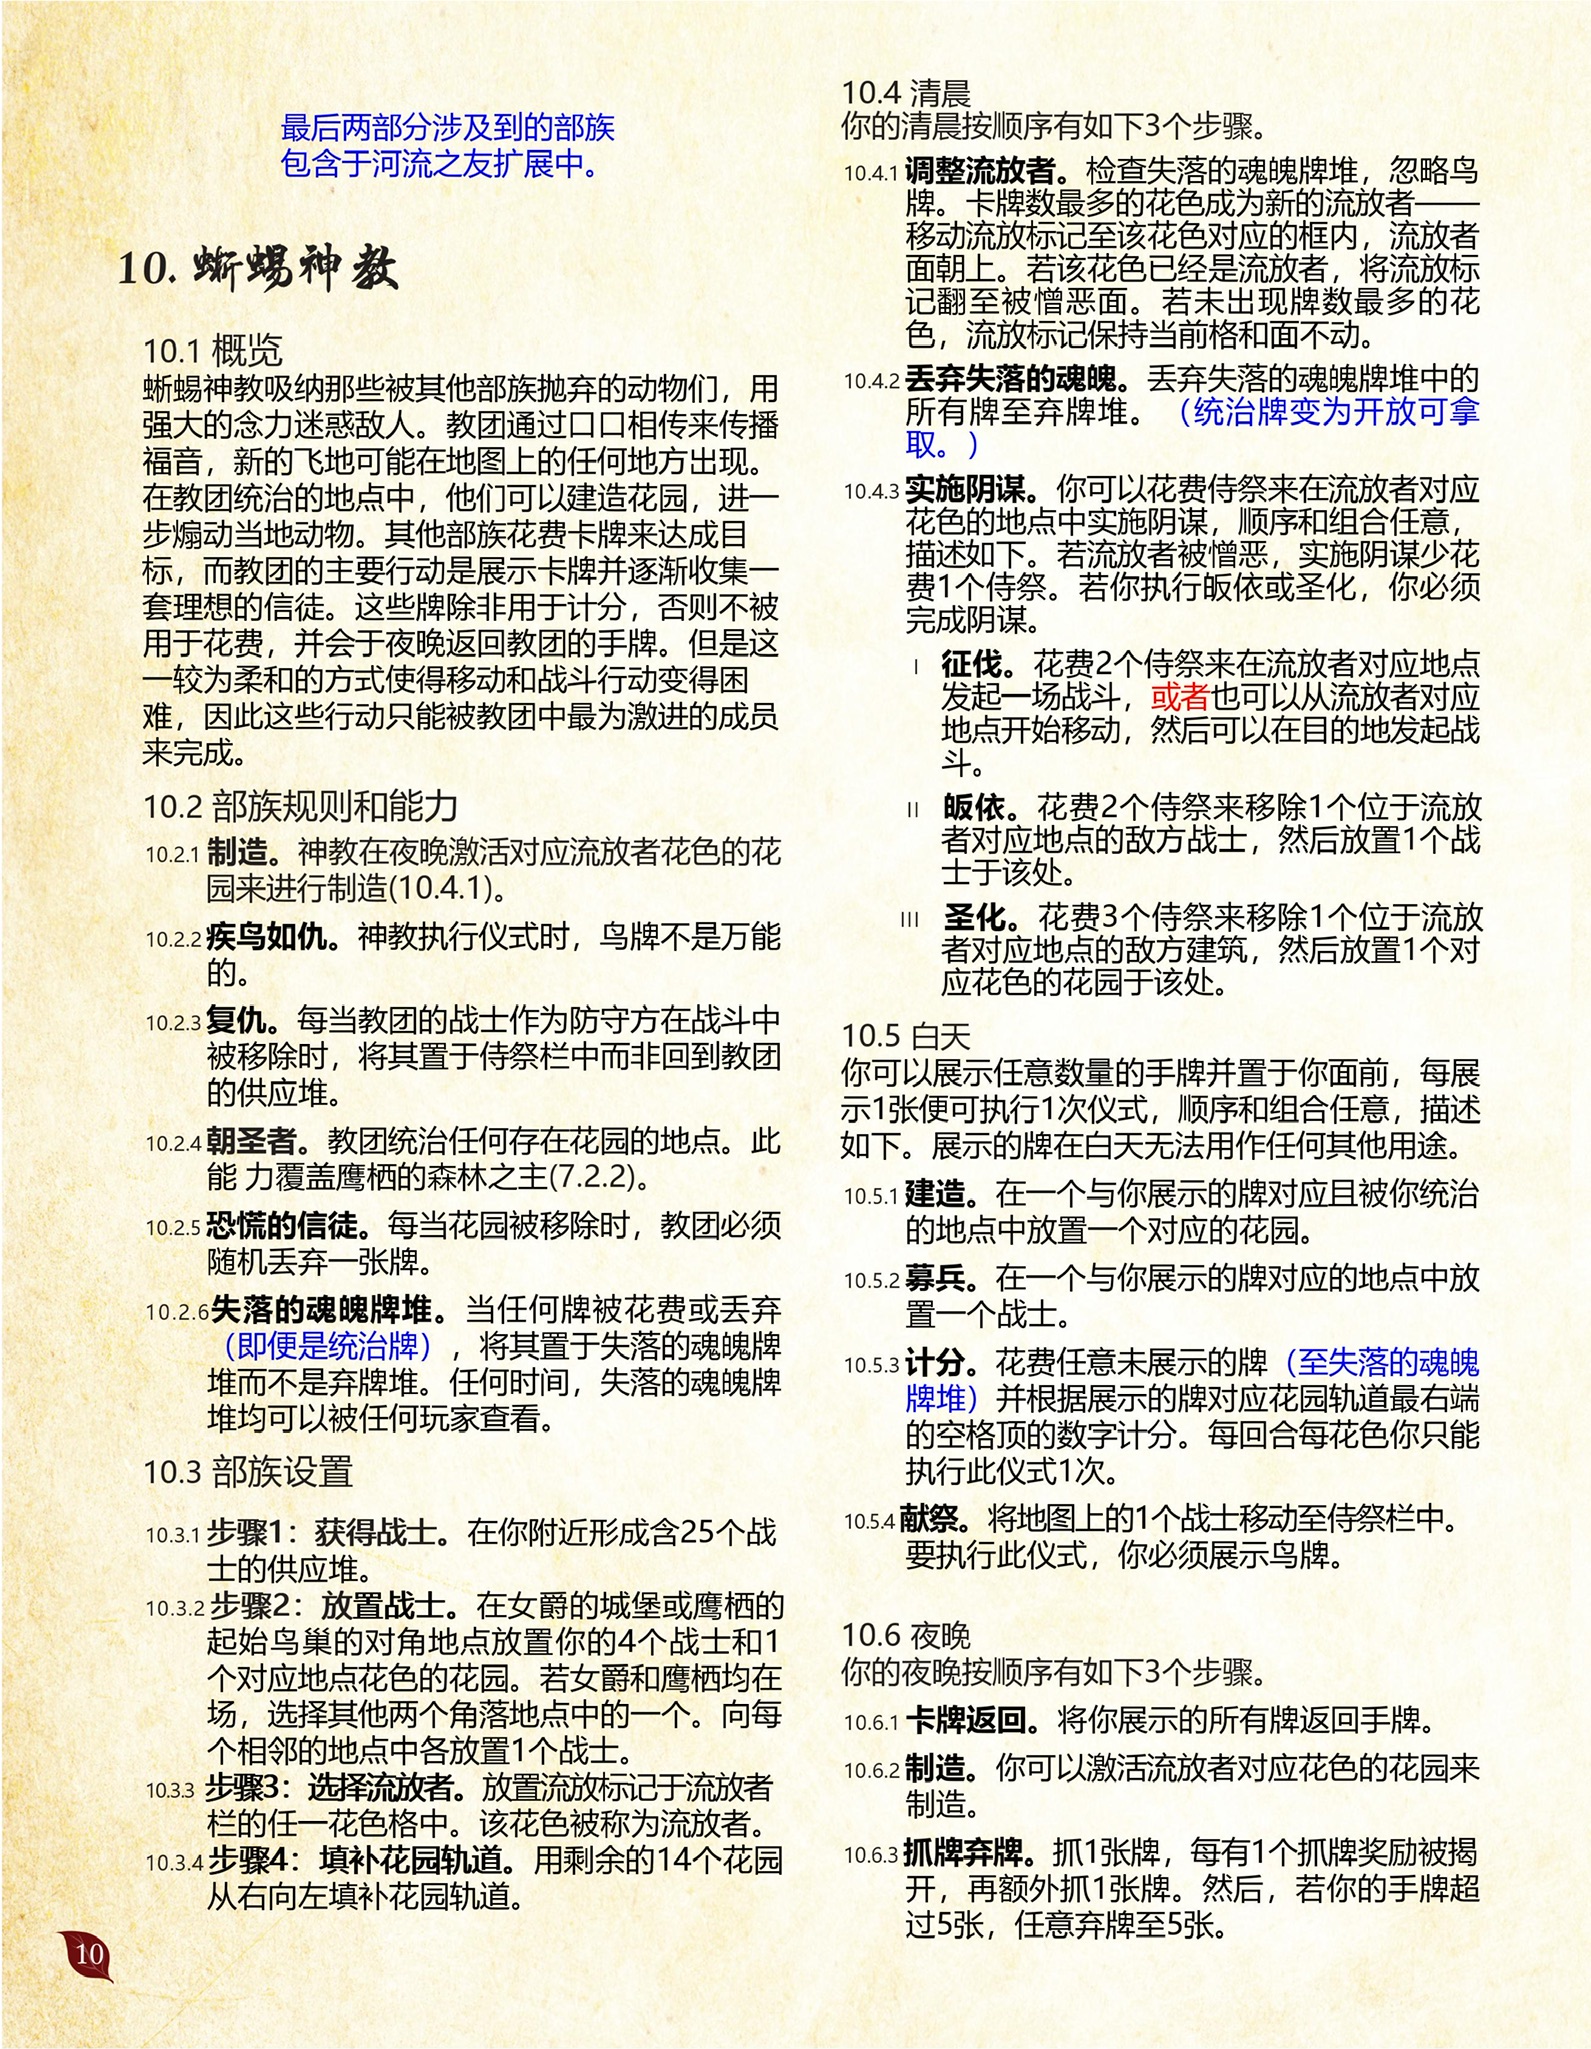 最后两部分涉及到的部族
包含于河流之友扩展中。
10. 蜥蜴神教
10.1 概览
蜥蜴神教吸纳那些被其他部族抛弃的动物们，用
强大的念力迷惑敌人。教团通过口口相传来传播
福音，新的飞地可能在地图上的任何地方出现。
在教团统治的地点中，他们可以建造花园，进一
步煽动当地动物。其他部族花费卡牌来达成目
标，而教团的主要行动是展示卡牌并逐渐收集一
套理想的信徒。这些牌除非用于计分，否则不被
用于花费，并会于夜晚返回教团的手牌。但是这
一较为柔和的方式使得移动和战斗行动变得困
难，因此这些行动只能被教团中最为激进的成员
来完成。
10.2 部族规则和能力
10.2.1 制造。神教在夜晚激活对应流放者花色的花
园来进行制造(10.4.1)。
10.2.2 疾鸟如仇。神教执行仪式时，鸟牌不是万能
的。
10.2.3 复仇。每当教团的战士作为防守方在战斗中
被移除时，将其置于侍祭栏中而非回到教团
的供应堆。
10.2.4 朝圣者。教团统治任何存在花园的地点。此
能 力覆盖鹰栖的森林之主(7.2.2)。
10.2.5 恐慌的信徒。每当花园被移除时，教团必须
随机丢弃一张牌。
10.2.6 失落的魂魄牌堆。当任何牌被花费或丢弃
（即便是统治牌），将其置于失落的魂魄牌
堆而不是弃牌堆。任何时间，失落的魂魄牌
堆均可以被任何玩家查看。
10.3 部族设置
10.3.1 步骤1：获得战士。在你附近形成含25个战
士的供应堆。
10.3.2 步骤2：放置战士。在女爵的城堡或鹰栖的
起始鸟巢的对角地点放置你的4个战士和1
个对应地点花色的花园。若女爵和鹰栖均在
场，选择其他两个角落地点中的一个。向每
个相邻的地点中各放置1个战士。
10.3.3 步骤3：选择流放者。放置流放标记于流放者
栏的任一花色格中。该花色被称为流放者。
10.3.4 步骤4：填补花园轨道。用剩余的14个花园
从右向左填补花园轨道。
10
10.4 清晨
你的清晨按顺序有如下3个步骤。
10.4.1 调整流放者。检查失落的魂魄牌堆，忽略鸟
牌。卡牌数最多的花色成为新的流放者——
移动流放标记至该花色对应的框内，流放者
面朝上。若该花色已经是流放者，将流放标
记翻至被憎恶面。若未出现牌数最多的花
色，流放标记保持当前格和面不动。
10.4.2 丢弃失落的魂魄。丢弃失落的魂魄牌堆中的
所有牌至弃牌堆。（统治牌变为开放可拿
取。）
10.4.3 实施阴谋。你可以花费侍祭来在流放者对应
花色的地点中实施阴谋，顺序和组合任意，
描述如下。若流放者被憎恶，实施阴谋少花
费1个侍祭。若你执行皈依或圣化，你必须
完成阴谋。
I 征伐。花费2个侍祭来在流放者对应地点
发起一场战斗，或者也可以从流放者对应
地点开始移动，然后可以在目的地发起战
斗。
II 皈依。花费2个侍祭来移除1个位于流放
者对应地点的敌方战士，然后放置1个战
士于该处。
III 圣化。花费3个侍祭来移除1个位于流放
者对应地点的敌方建筑，然后放置1个对
应花色的花园于该处。
10.5 白天
你可以展示任意数量的手牌并置于你面前，每展
示1张便可执行1次仪式，顺序和组合任意，描述
如下。展示的牌在白天无法用作任何其他用途。
10.5.1 建造。在一个与你展示的牌对应且被你统治
的地点中放置一个对应的花园。
10.5.2 募兵。在一个与你展示的牌对应的地点中放
置一个战士。
10.5.3 计分。花费任意未展示的牌（至失落的魂魄
牌堆）并根据展示的牌对应花园轨道最右端
的空格顶的数字计分。每回合每花色你只能
执行此仪式1次。
10.5.4 献祭。将地图上的1个战士移动至侍祭栏中。
要执行此仪式，你必须展示鸟牌。
10.6 夜晚
你的夜晚按顺序有如下3个步骤。
10.6.1 卡牌返回。将你展示的所有牌返回手牌。
10.6.2 制造。你可以激活流放者对应花色的花园来
制造。
10.6.3 抓牌弃牌。抓1张牌，每有1个抓牌奖励被揭
开，再额外抓1张牌。然后，若你的手牌超
过5张，任意弃牌至5张。